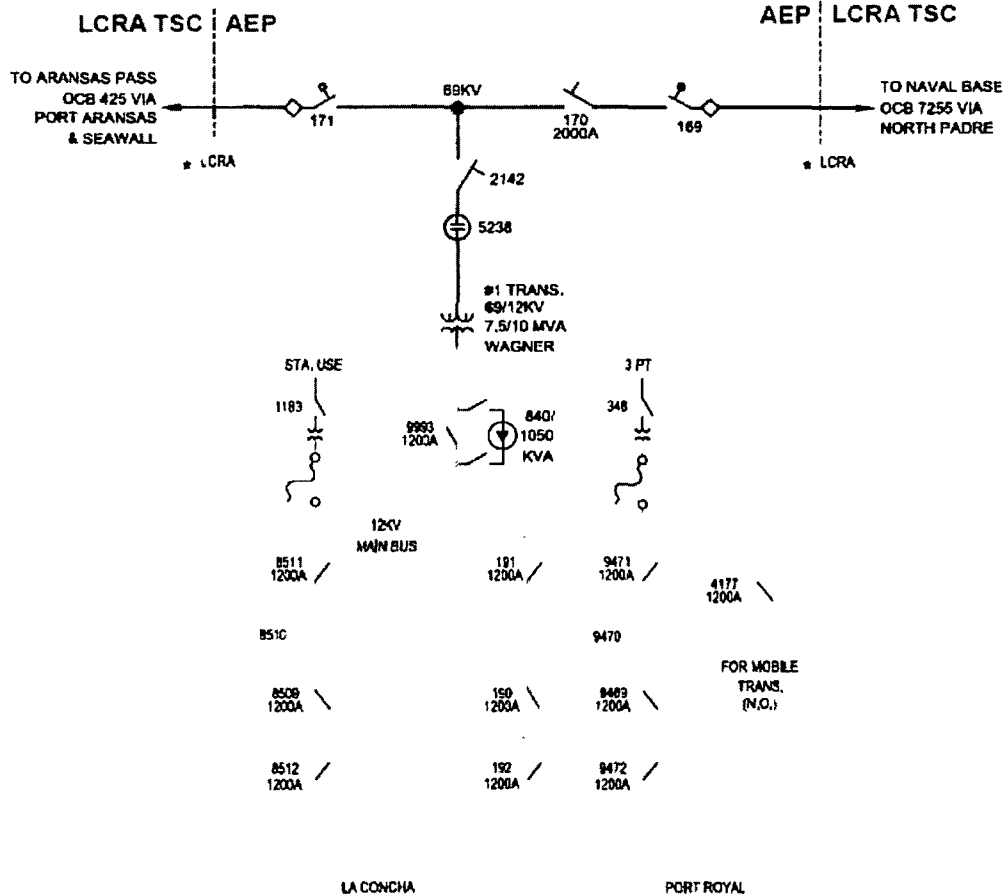 LCRA TSC AEP
AEP LCRA TSC
TO ARANSAS PASS
OCB 425 VIA
PORT ARANSAS
& SEAWALL
69KV
171
170
2000A
169
TO NAVAL BASE
OCB 7255 VIA
NORTH PADRE
* LCRA
* LCRA
2142
5238
#1 TRANS.
69/12KV
7.5/10 MVA
WAGNER
STA. USE
3 PT
1183
348
9993
1200A
840/
1050
KVA
12KV
MAIN BUS
8511
1200A
191
1200A
9471
1200A
4177
1200A
8510
9470
FOR MOBILE
TRANS.
(N.O.)
8509
1200A
190
1200A
9469
1200A
8512
1200A
192
1200A
9472
1200A
LA CONCHA
PORT ROYAL